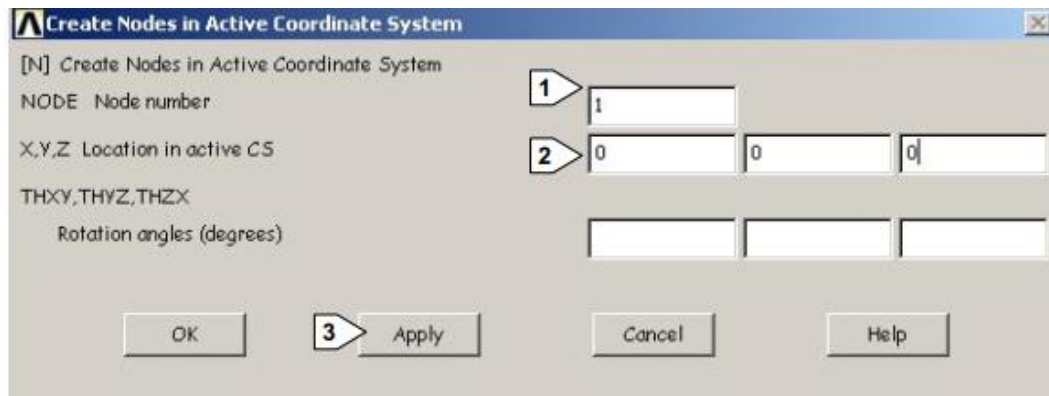 Create Nodes in Active Coordinate System
[N] Create Nodes in Active Coordinate System
NODE Node number
1
1
X,Y,Z Location in active CS
2
0 0 0
THXY,THYZ,THZX
Rotation angles (degrees)
OK
3
Apply
Cancel
Help